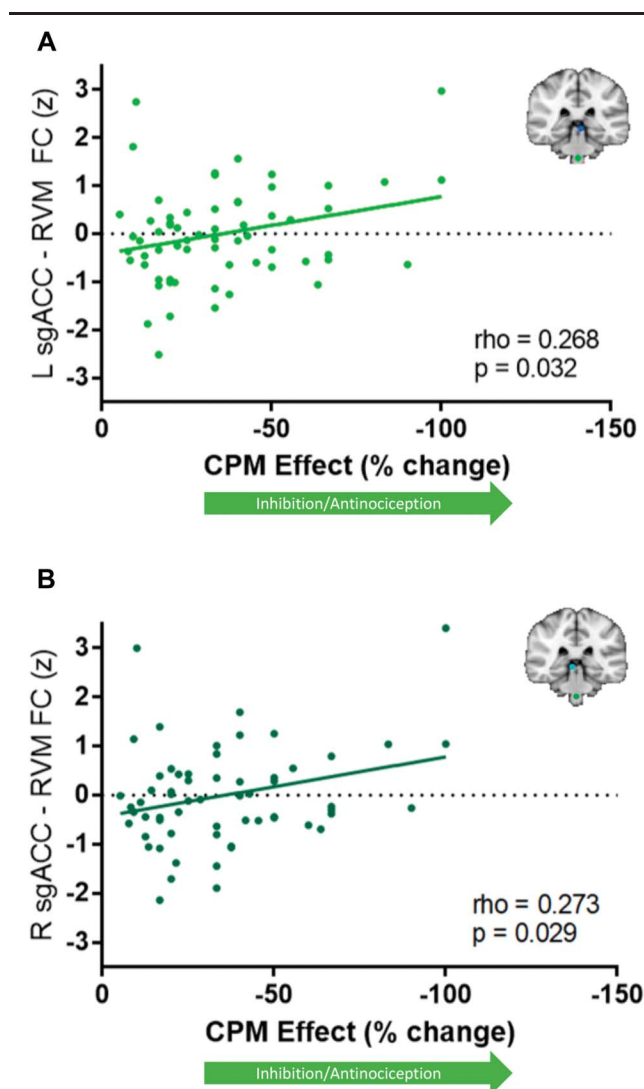 A
L sgACC - RVM FC (z)
3
2
1
0
-1
-2
-3
rho = 0.268
p = 0.032
0
-50
-100
-150
CPM Effect (% change)
Inhibition/Antinociception
B
R sgACC - RVM FC (z)
3
2
1
0
-1
-2
-3
rho = 0.273
p = 0.029
0
-50
-100
-150
CPM Effect (% change)
Inhibition/Antinociception